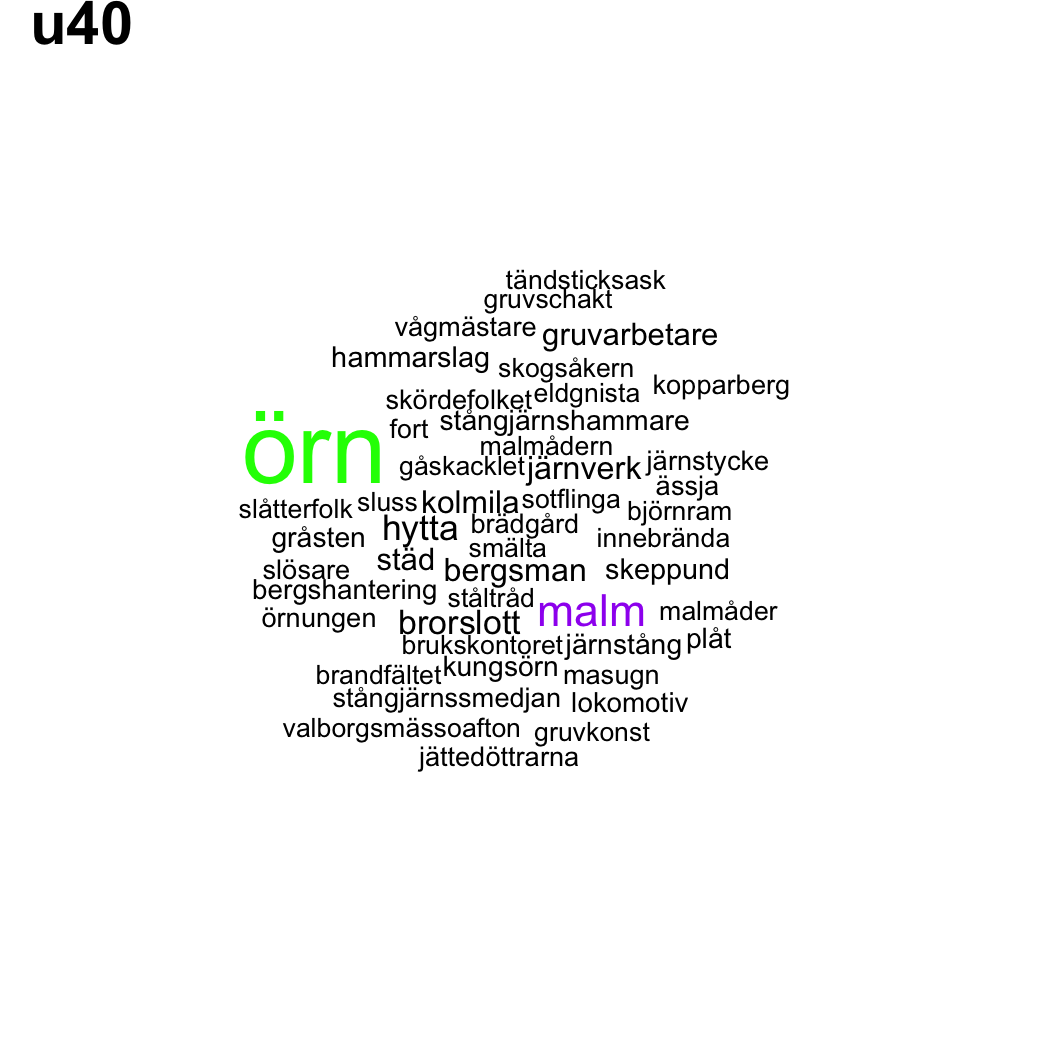 u40
tändsticksask
gruvschakt
vågmästare gruvarbetare
hammarslag skogsåkern
skördefolket eldgnista kopparberg
örn fort stångjärnshammare
malmådern
gåskacklet järnverk järnstycke
ässja
slåtterfolk sluss kolmila sotflinga björnram
gråsten hytta brädgård innebrända
smälta
slösare städ bergsman skeppund
bergshantering ståltråd
örnungen brorslott malm malmåder
brukskontoret järnstång plåt
brandfältet kungsörn masugn
stångjärnssmedjan lokomotiv
valborgsmässoafton gruvkonst
jättedöttrarna